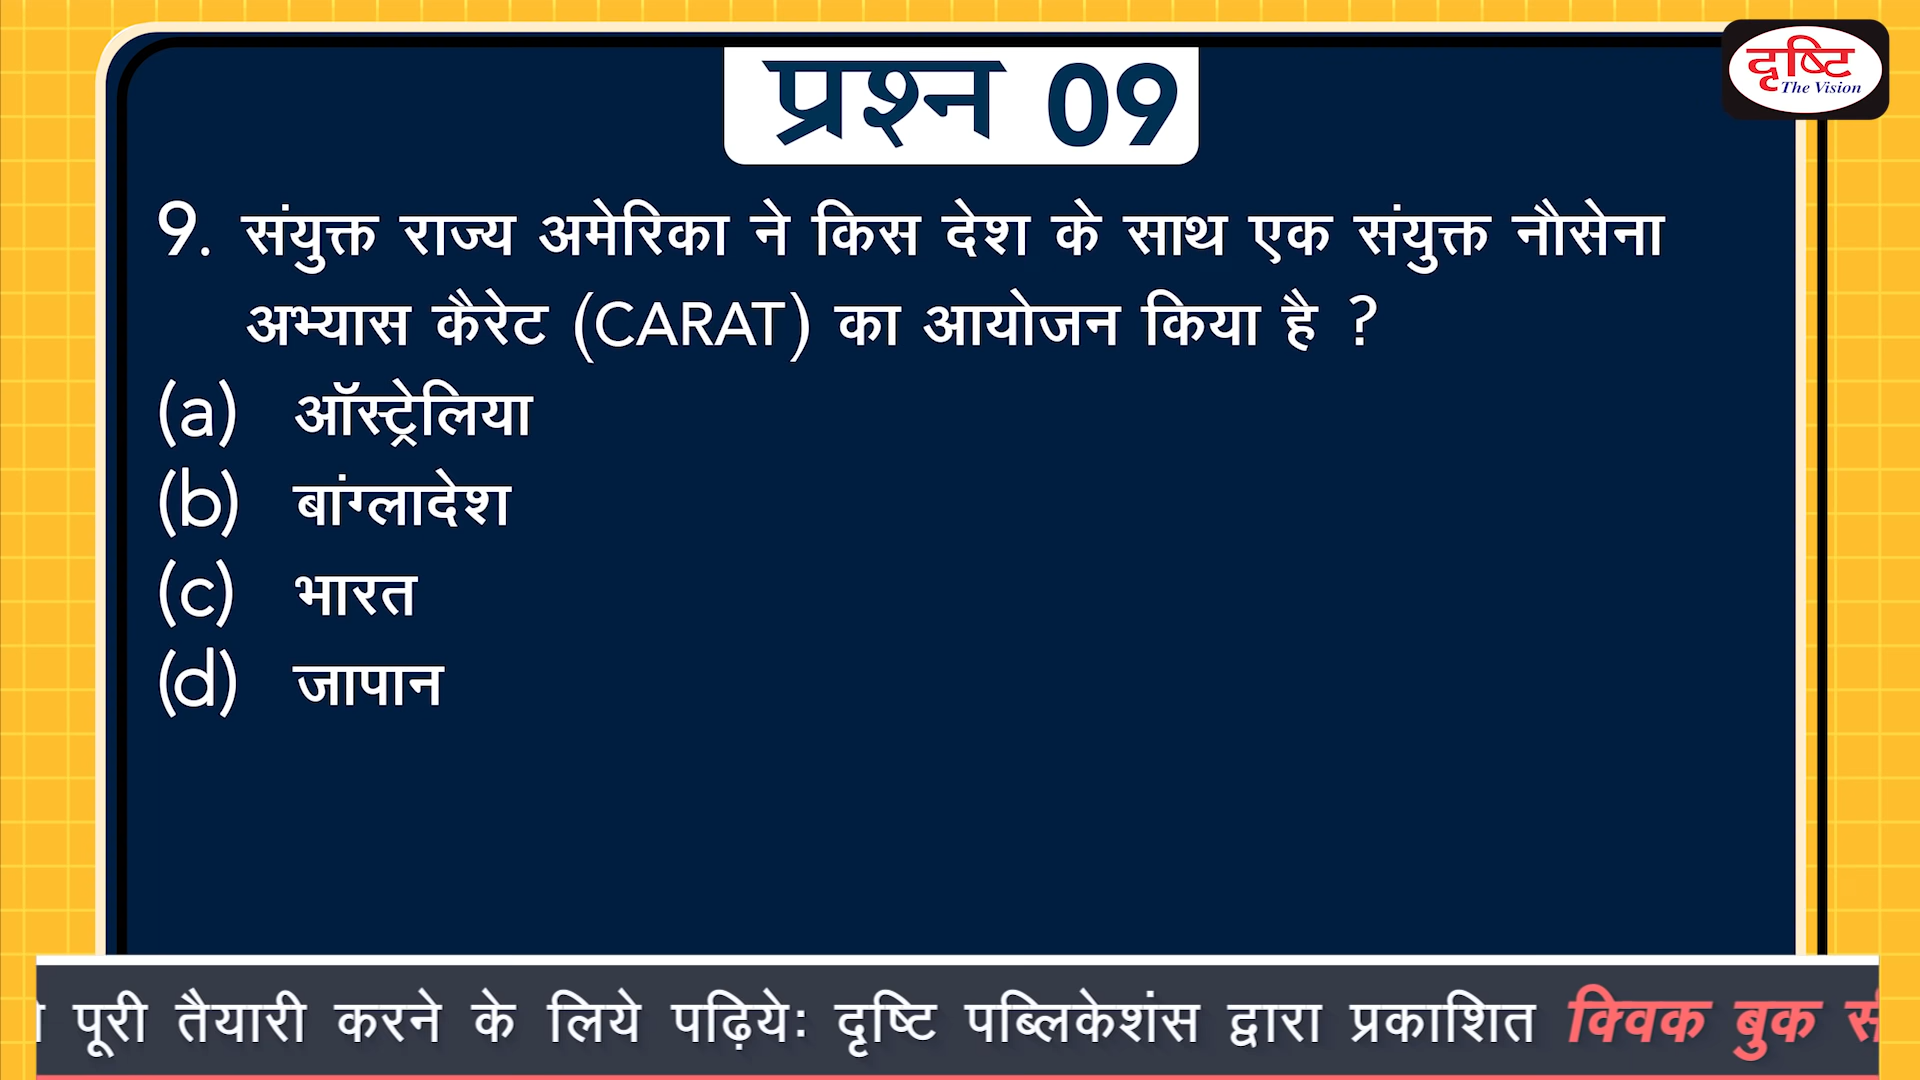 दृष्टि
The Vision
प्रश्न 09
9. संयुक्त राज्य अमेरिका ने किस देश के साथ एक संयुक्त नौसेना
अभ्यास कैरेट (CARAT) का आयोजन किया है ?
(a) ऑस्ट्रेलिया
(b) बांग्लादेश
(c) भारत
(d) जापान
पूरी तैयारी करने के लिये पढ़िये: दृष्टि पब्लिकेशंस द्वारा प्रकाशित क्विक बुक